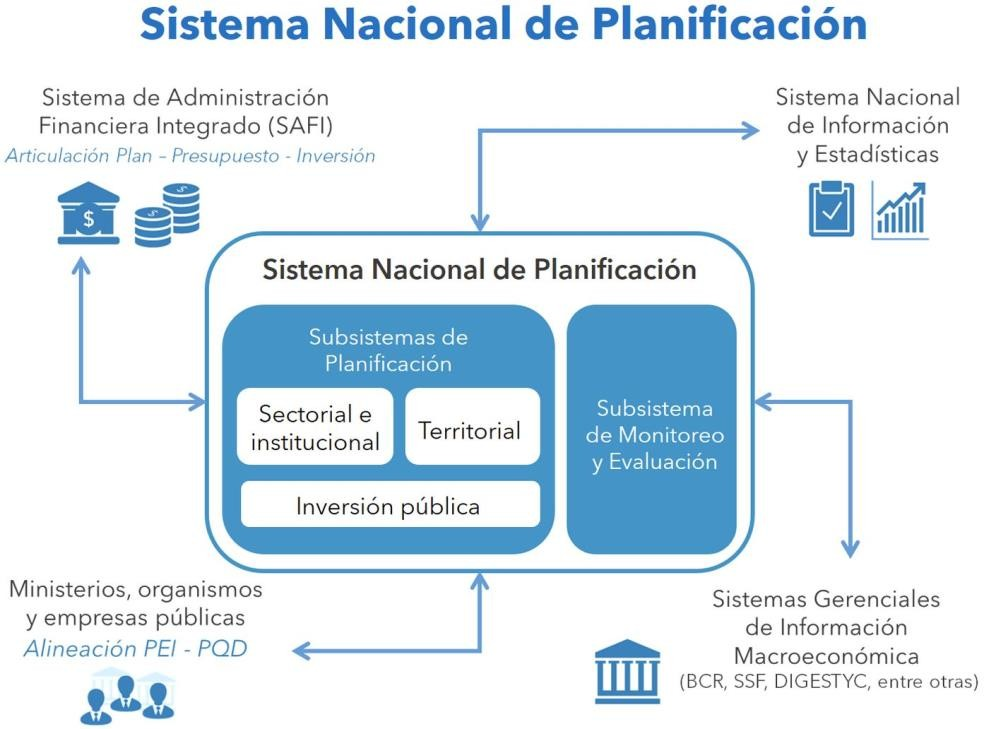 Sistema Nacional de Planificación
Sistema de Administración
Financiera Integrado (SAFI)
Articulación Plan – Presupuesto - Inversión
$
Sistema Nacional
de Información
y Estadísticas
Sistema Nacional de Planificación
Subsistemas de
Planificación
Sectorial e
institucional
Territorial
Inversión pública
Subsistema
de Monitoreo
y Evaluación
Ministerios, organismos
y empresas públicas
Alineación PEI - PQD
Sistemas Gerenciales
de Información
Macroeconómica
(BCR, SSF, DIGESTYC, entre otras)